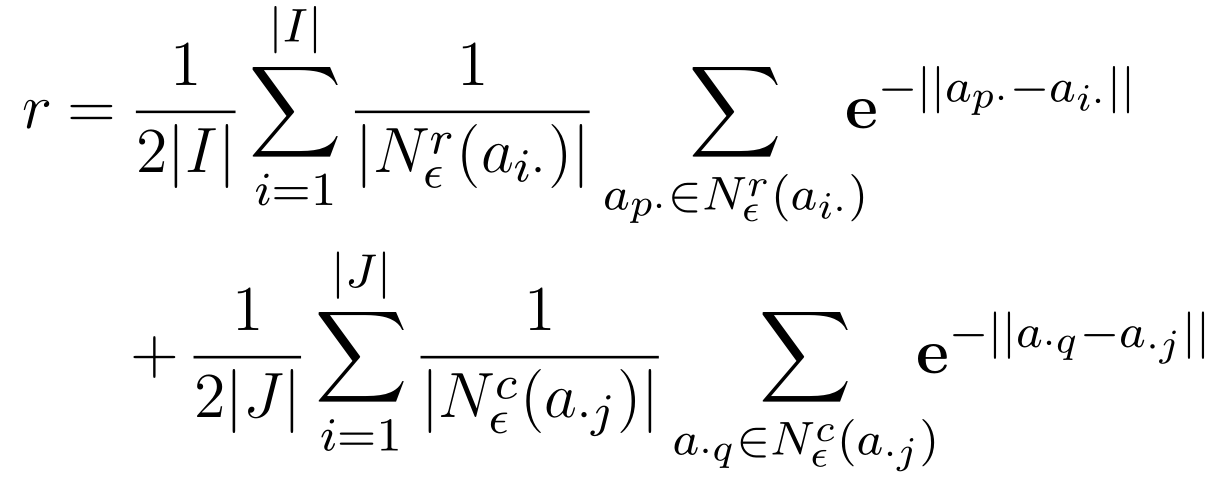 r = \frac{1}{2|I|} \sum_{i=1}^{|I|} \frac{1}{|N_{\epsilon}^{r}(a_{i\cdot})|} \sum_{a_{p\cdot} \in N_{\epsilon}^{r}(a_{i\cdot})} \mathbf{e}^{-||a_{p\cdot} - a_{i\cdot}||}
+ \frac{1}{2|J|} \sum_{i=1}^{|J|} \frac{1}{|N_{\epsilon}^{c}(a_{\cdot j})|} \sum_{a_{\cdot q} \in N_{\epsilon}^{c}(a_{\cdot j})} \mathbf{e}^{-||a_{\cdot q} - a_{\cdot j}||}